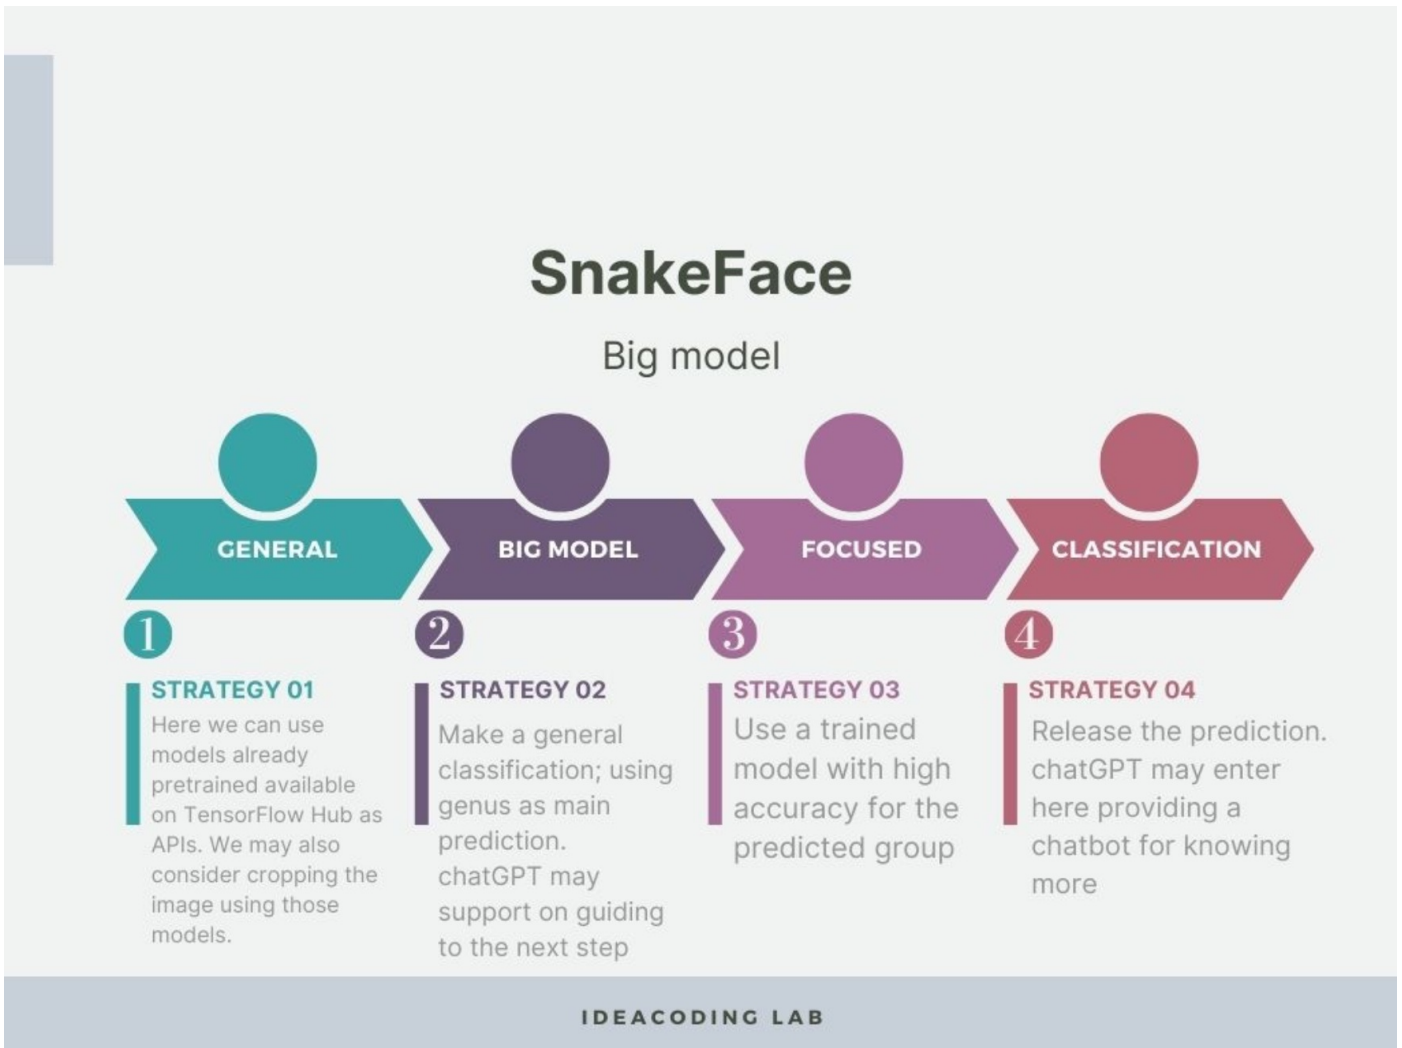 SnakeFace
Big model
GENERAL
BIG MODEL
FOCUSED
CLASSIFICATION
1
STRATEGY 01
Here we can use
models already
pretrained available
on TensorFlow Hub as
APIs. We may also
consider cropping the
image using those
models.
2
STRATEGY 02
Make a general
classification; using
genus as main
prediction.
chatGPT may
support on guiding
to the next step
3
STRATEGY 03
Use a trained
model with high
accuracy for the
predicted group
4
STRATEGY 04
Release the prediction.
chatGPT may enter
here providing a
chatbot for knowing
more
IDEACODING LAB